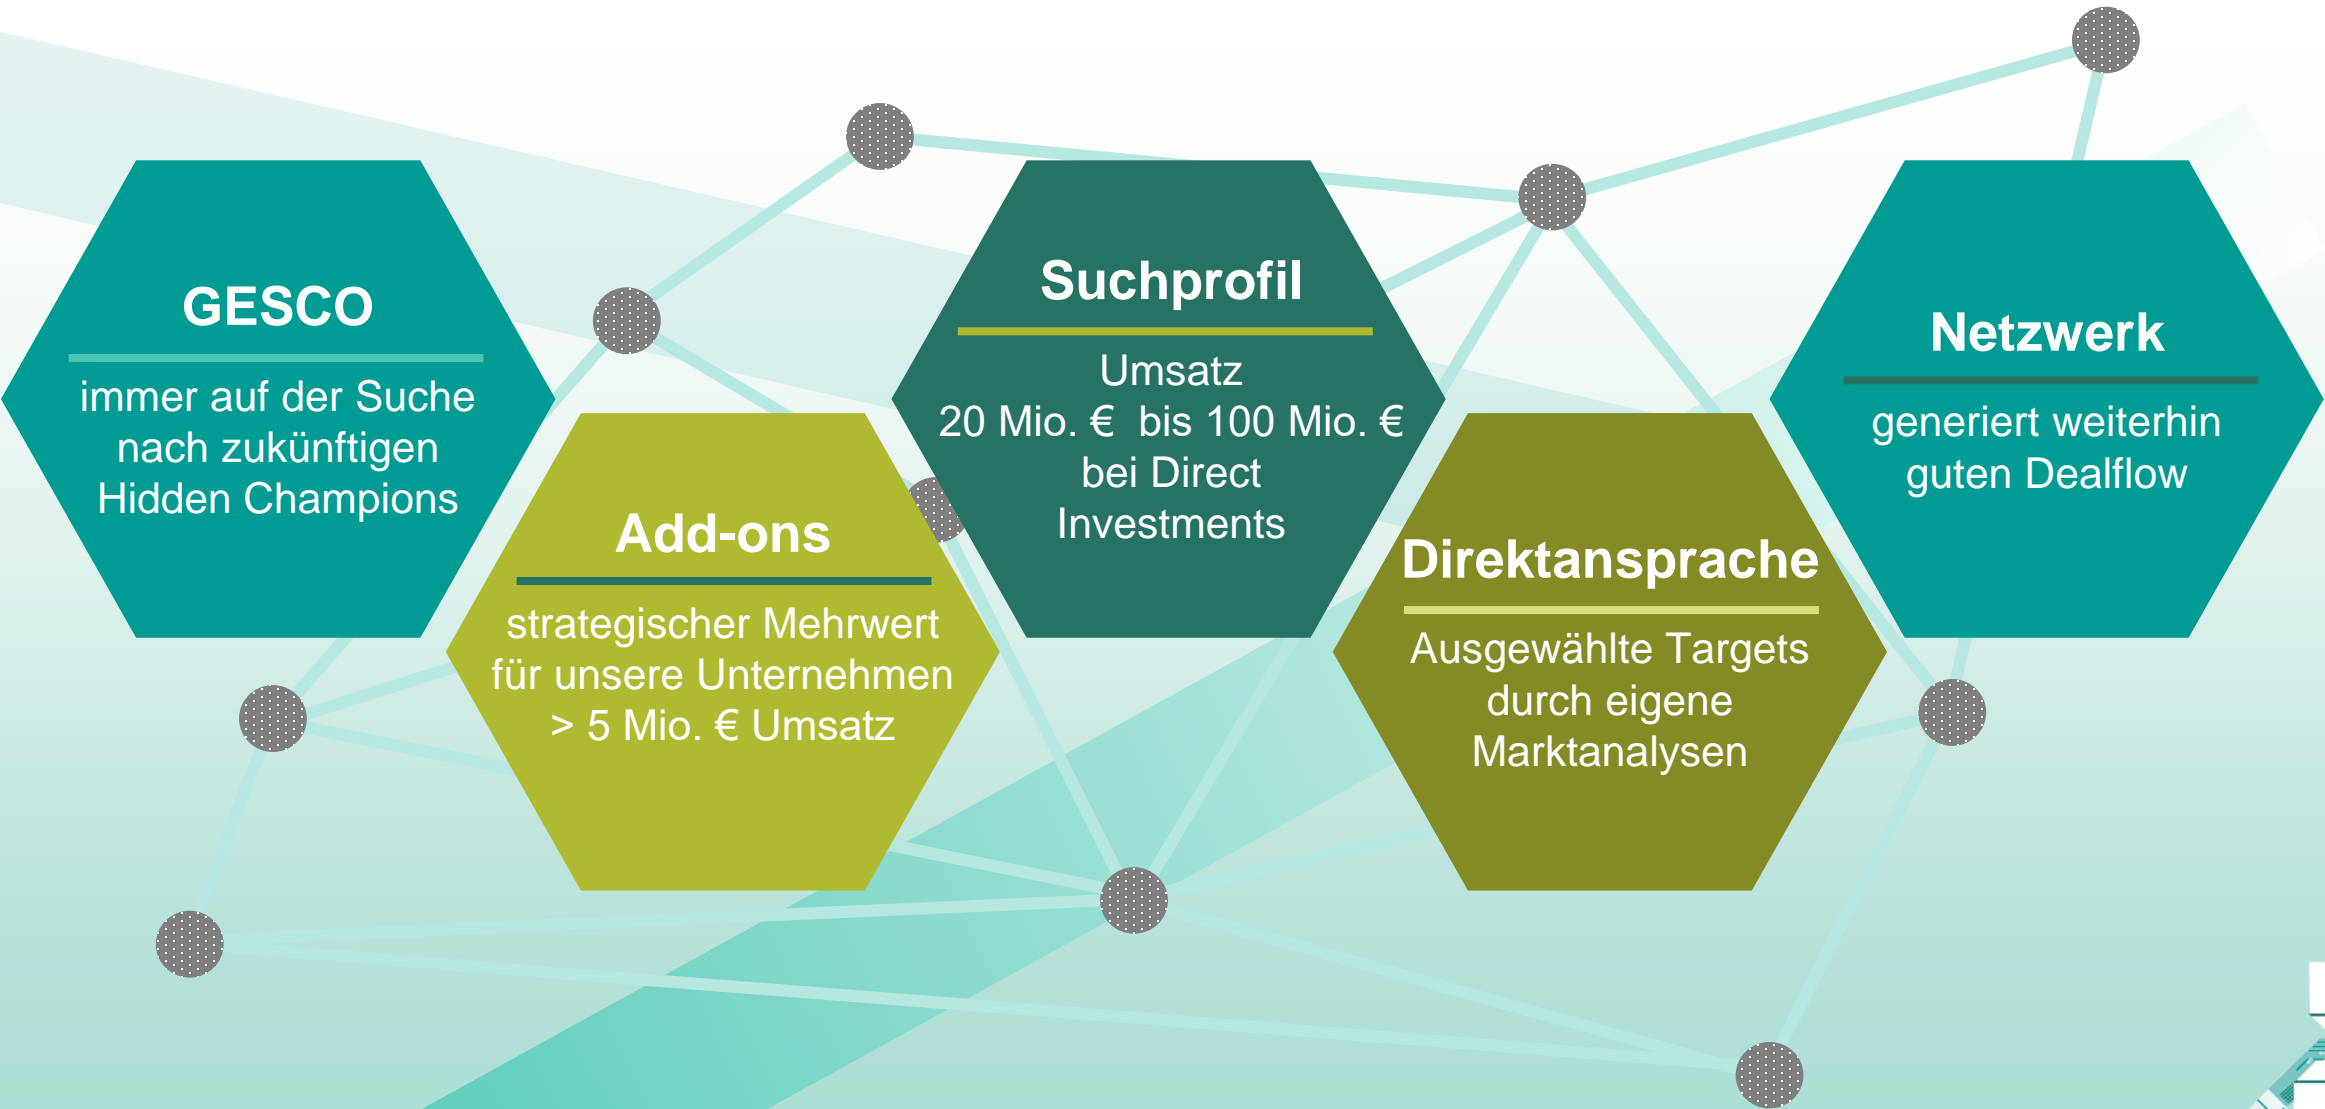 GESCO
immer auf der Suche
nach zukünftigen
Hidden Champions
Add-ons
strategischer Mehrwert
für unsere Unternehmen
> 5 Mio. € Umsatz
Suchprofil
Umsatz
20 Mio. €  bis 100 Mio. €
bei Direct
Investments
Direktansprache
Ausgewählte Targets
durch eigene
Marktanalysen
Netzwerk
generiert weiterhin
guten Dealflow